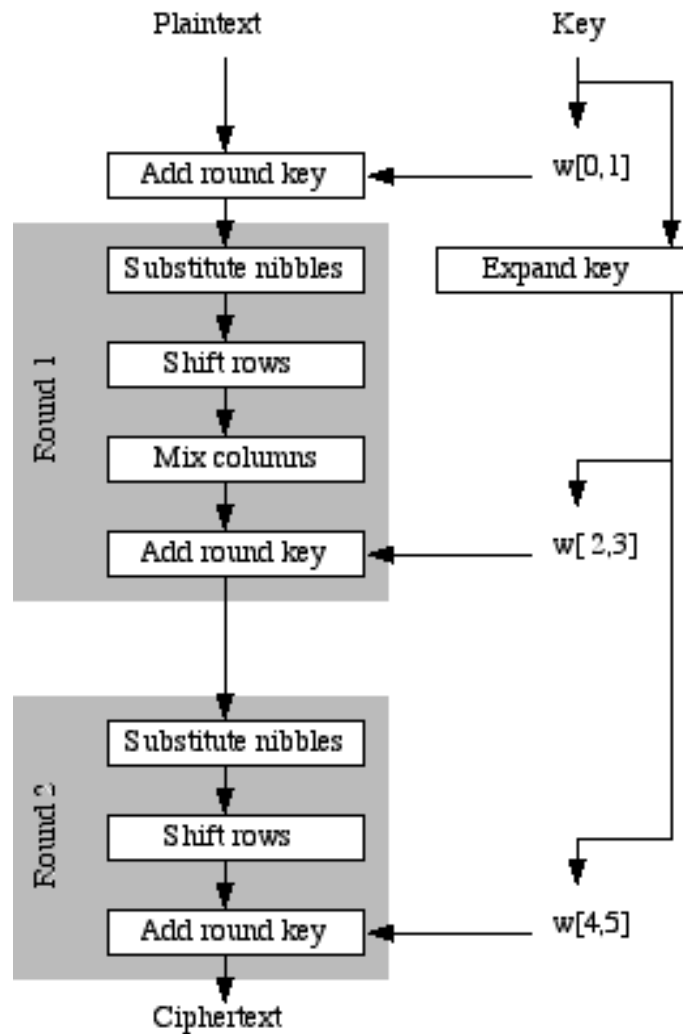 Plaintext
Key
Add round key
w[0,1]
Round 1
Substitute nibbles
Expand key
Shift rows
Mix columns
Add round key
w[ 2,3]
Round 2
Substitute nibbles
Shift rows
Add round key
w[4,5]
Ciphertext